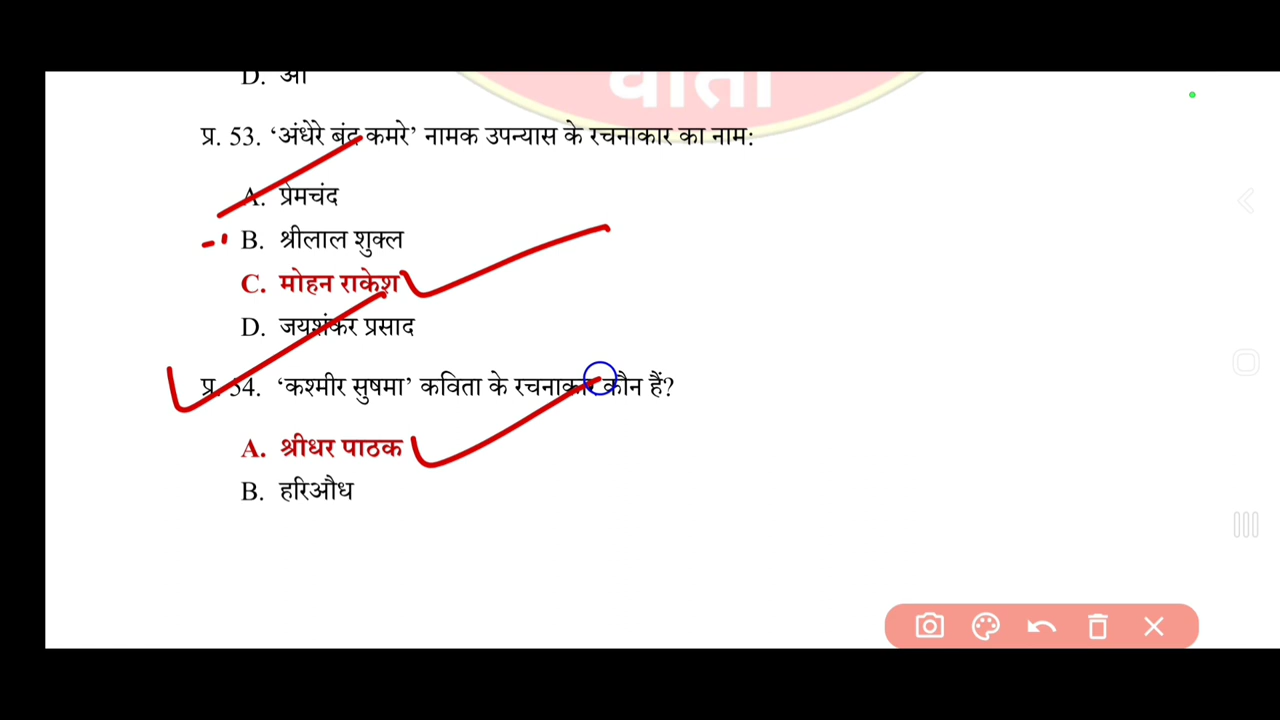 वार्ता
D. ओ
प्र. 53. ‘अंधेरे बंद कमरे’ नामक उपन्यास के रचनाकार का नाम:
A. प्रेमचंद
B. श्रीलाल शुक्ल
C. मोहन राकेश
D. जयशंकर प्रसाद
प्र. 54. ‘कश्मीर सुषमा’ कविता के रचनाकार कौन हैं?
A. श्रीधर पाठक
B. हरिऔध